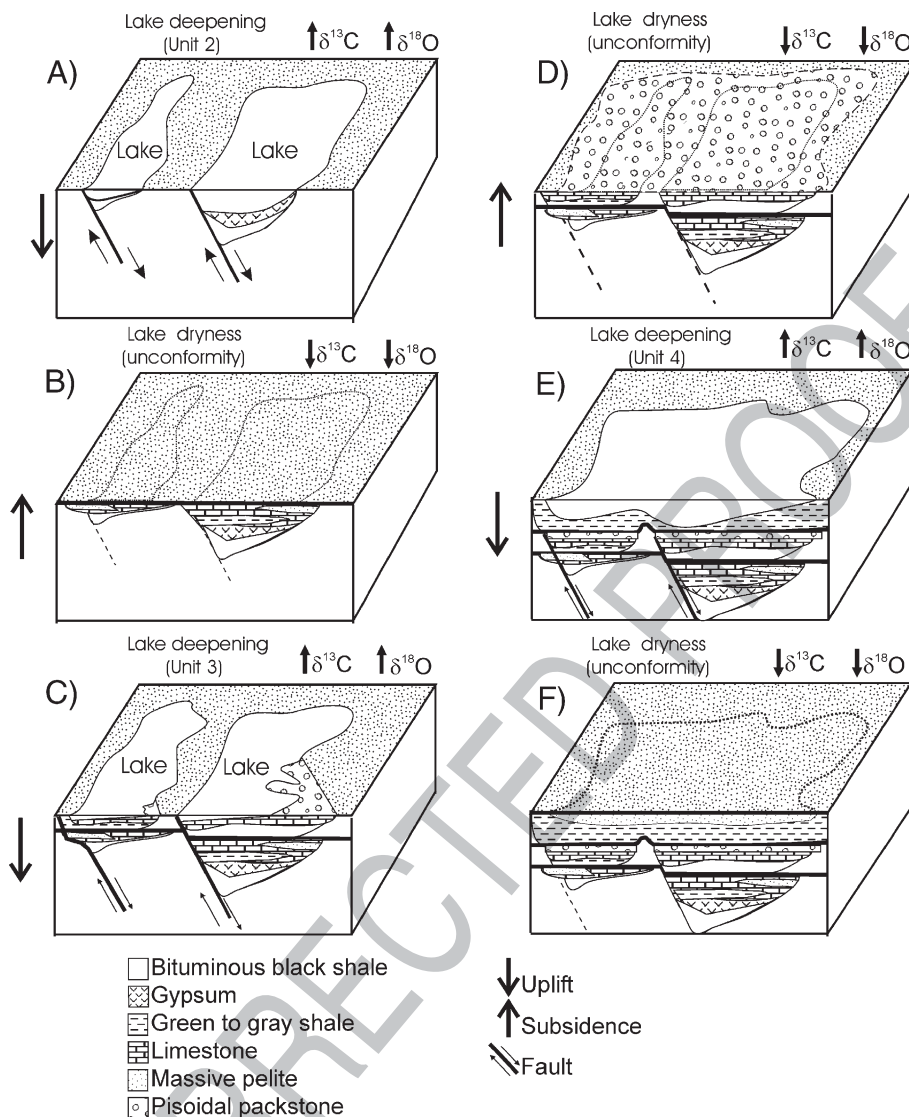 Lake deepening
(Unit 2)
δ¹³C
δ¹⁸O
A)
Lake
Lake
Lake dryness
(unconformity)
δ¹³C
δ¹⁸O
B)
Lake deepening
(Unit 3)
δ¹³C
δ¹⁸O
C)
Lake
Lake
Lake dryness
(unconformity)
δ¹³C
δ¹⁸O
D)
Lake deepening
(Unit 4)
δ¹³C
δ¹⁸O
E)
Lake dryness
(unconformity)
δ¹³C
δ¹⁸O
F)
Bituminous black shale
Gypsum
Green to gray shale
Limestone
Massive pelite
Pisoidal packstone
Uplift
Subsidence
Fault
RECTED PROOF